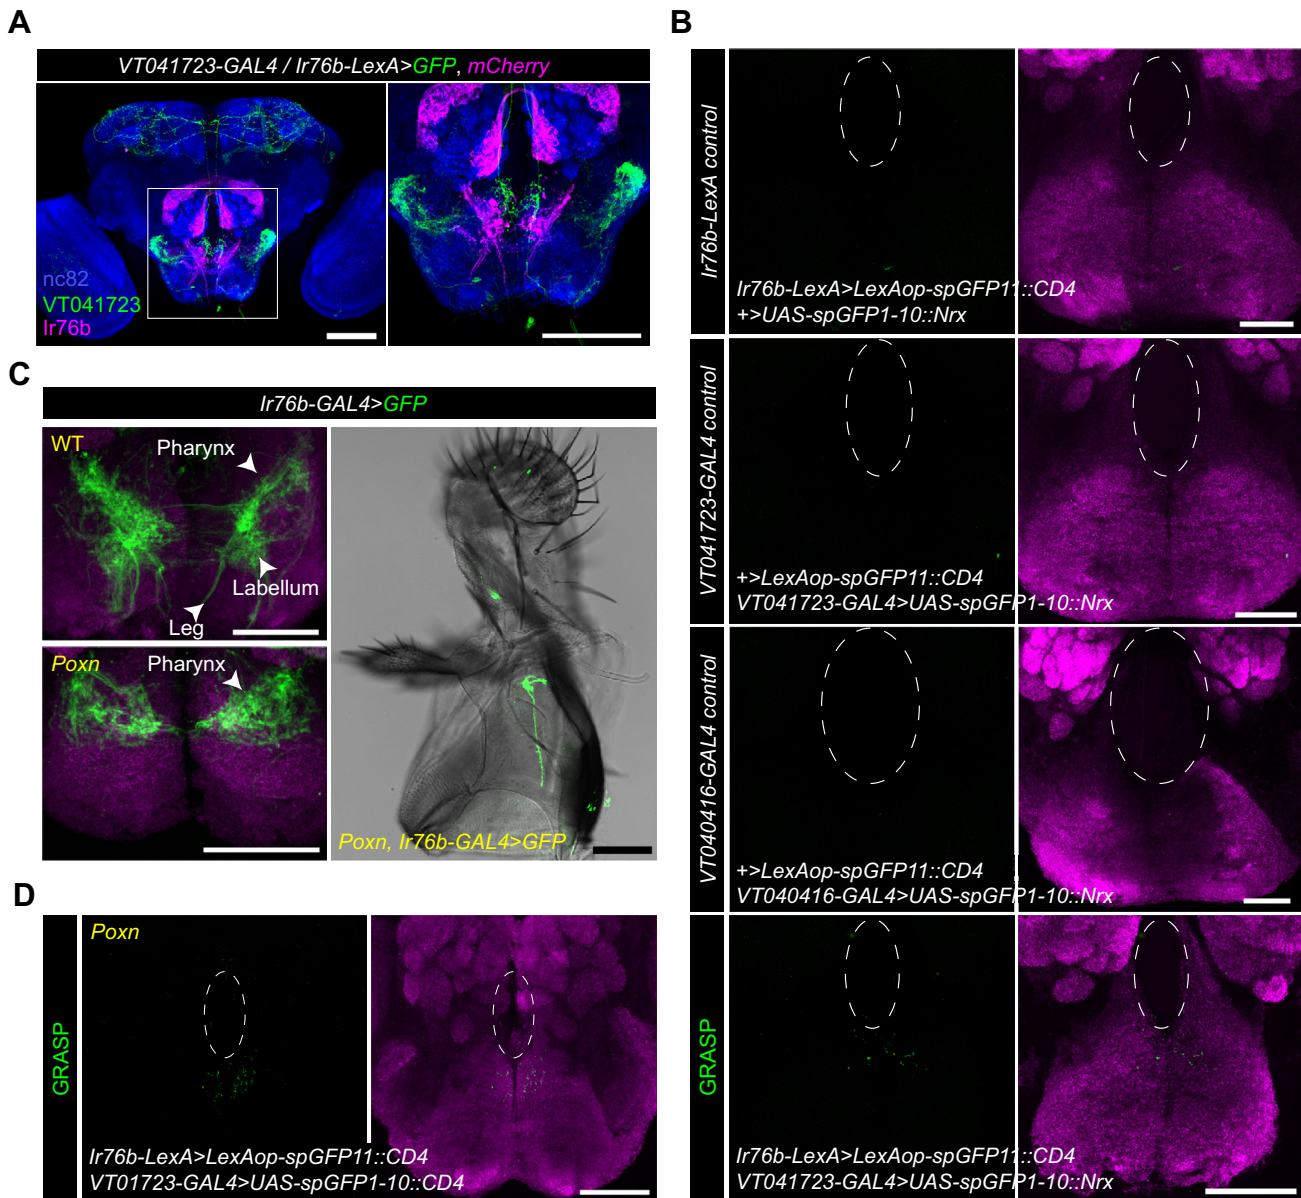 A
VT041723-GAL4 / Ir76b-LexA>GFP, mCherry
nc82
VT041723
Ir76b
B
Ir76b-LexA control
Ir76b-LexA>LexAop-spGFP11::CD4
+>UAS-spGFP1-10::Nrx
VT041723-GAL4 control
+>LexAop-spGFP11::CD4
VT041723-GAL4>UAS-spGFP1-10::Nrx
VT040416-GAL4 control
+>LexAop-spGFP11::CD4
VT040416-GAL4>UAS-spGFP1-10::Nrx
GRASP
Ir76b-LexA>LexAop-spGFP11::CD4
VT041723-GAL4>UAS-spGFP1-10::Nrx
C
Ir76b-GAL4>GFP
WT
Pharynx
Labellum
Leg
Poxn
Pharynx
Poxn, Ir76b-GAL4>GFP
D
GRASP
Poxn
Ir76b-LexA>LexAop-spGFP11::CD4
VT01723-GAL4>UAS-spGFP1-10::CD4